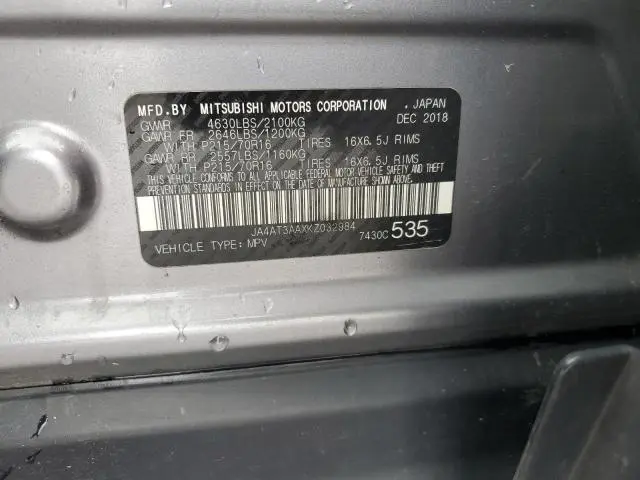 MFD.BY MITSUBISHI MOTORS CORPORATION . JAPAN
GVWR 4630LBS/2100KG DEC 2018
GAWR FR 2646LBS/1200KG
WITH P215/70R16 TIRES 16X6.5J RIMS
GAWR RR 2557LBS/1160KG
WITH P215/70R16 TIRES 16X6.5J RIMS
THIS VEHICLE CONFORMS TO ALL APPLICABLE FEDERAL MOTOR VEHICLE SAFETY AND THEFT
PREVENTION STANDARDS IN EFFECT ON THE DATE OF MANUFACTURE SHOWN ABOVE.
JA4AT3AAXKZ032984
VEHICLE TYPE: MPV 7430C 535